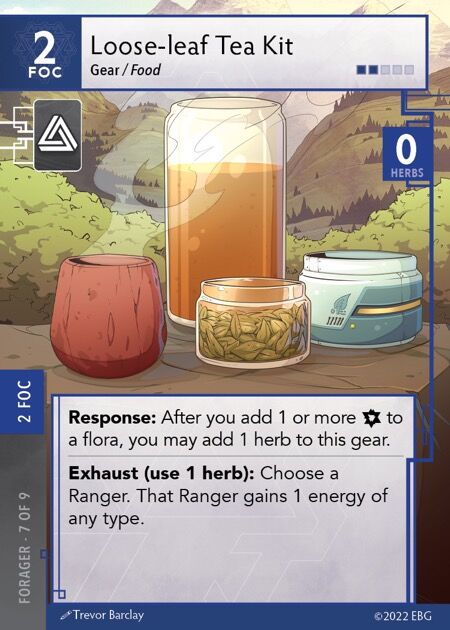 2
FOC
Loose-leaf Tea Kit
Gear / Food
0
HERBS
2 FOC
Response: After you add 1 or more to
a flora, you may add 1 herb to this gear.
Exhaust (use 1 herb): Choose a
Ranger. That Ranger gains 1 energy of
any type.
FORAGER - 7 OF 9
Trevor Barclay
©2022 EBG